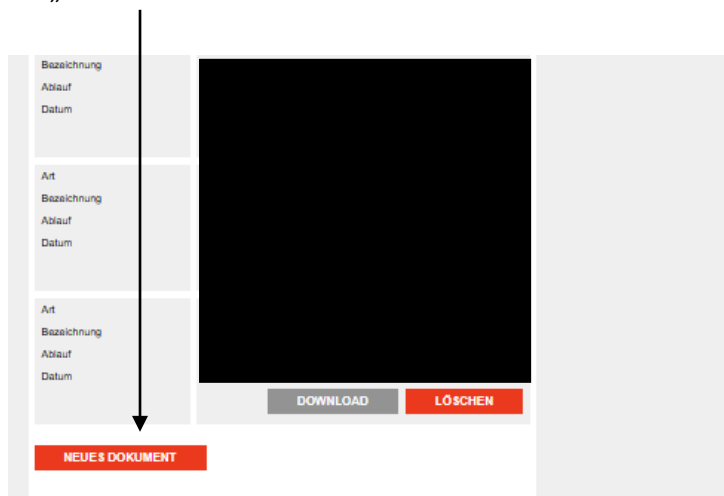 „
Bezeichnung
Ablauf
Datum
Art
Bezeichnung
Ablauf
Datum
Art
Bezeichnung
Ablauf
Datum
DOWNLOAD LÖSCHEN
NEUES DOKUMENT